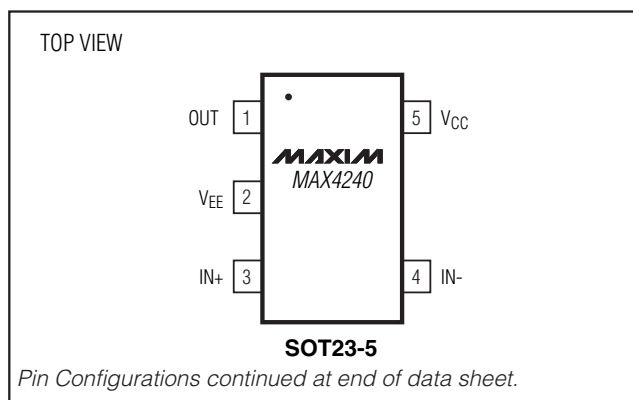 TOP VIEW
OUT 1
5 VCC
MAXIM
MAX4240
VEE 2
IN+ 3
4 IN-
SOT23-5
Pin Configurations continued at end of data sheet.